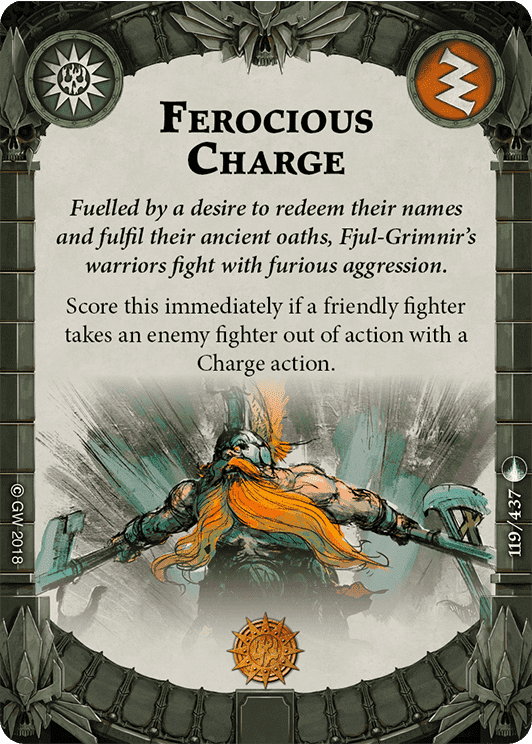 Ferocious
Charge
Fuelled by a desire to redeem their names
and fulfil their ancient oaths, Fjul-Grimnir’s
warriors fight with furious aggression.
Score this immediately if a friendly fighter
takes an enemy fighter out of action with a
Charge action.
© GW 2018
119/437